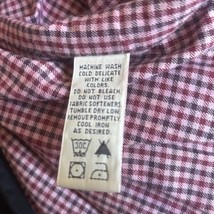 MACHINE WASH
COLD. DELICATE
WITH LIKE
COLORS.
DO NOT BLEACH.
DO NOT USE
FABRIC SOFTENERS
TUMBLE DRY LOW.
REMOVE PROMPTLY
COOL IRON
AS DESIRED.
30C